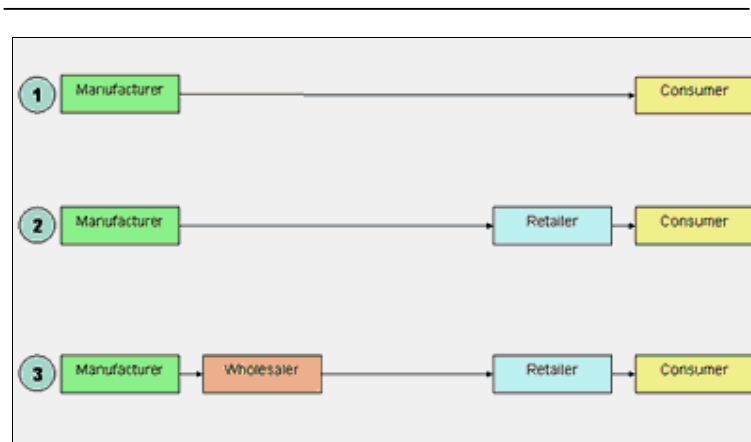 1 Manufacturer Consumer
2 Manufacturer Retailer Consumer
3 Manufacturer Wholesaler Retailer Consumer